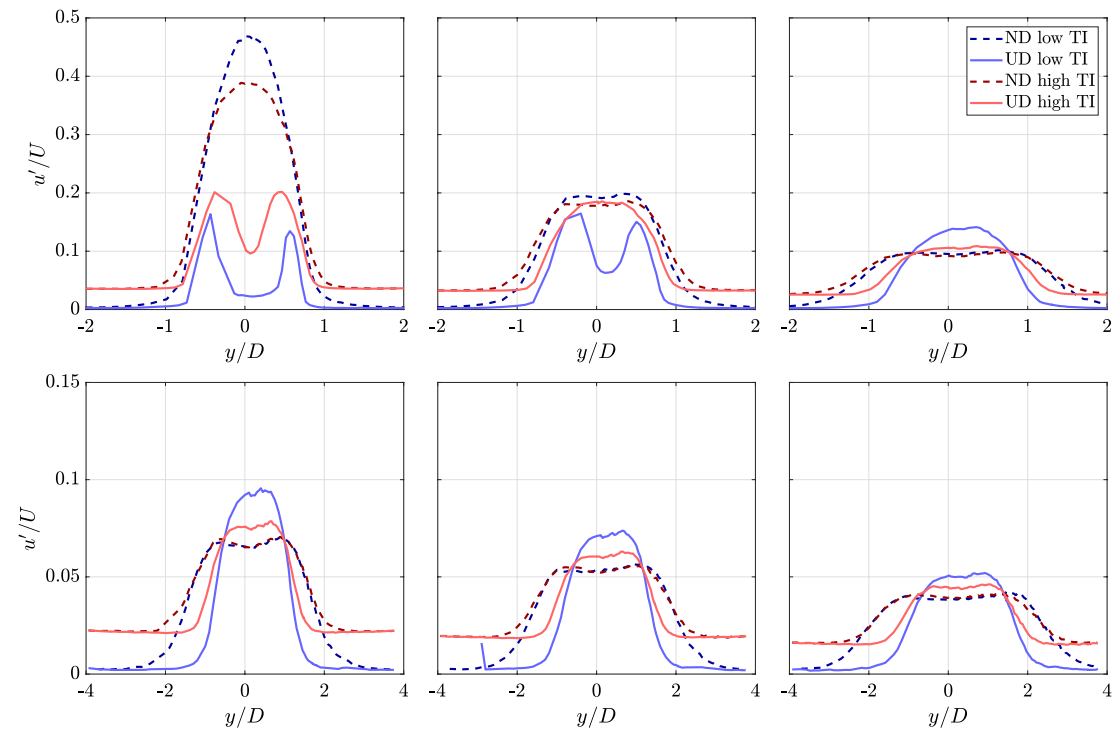 0.5
0.4
0.3
0.2
0.1
0
u′/U
-2 -1 0 1 2
y/D
-2 -1 0 1 2
y/D
ND low TI
UD low TI
ND high TI
UD high TI
-2 -1 0 1 2
y/D
0.15
0.1
0.05
0
u′/U
-4 -2 0 2 4
y/D
-4 -2 0 2 4
y/D
-4 -2 0 2 4
y/D